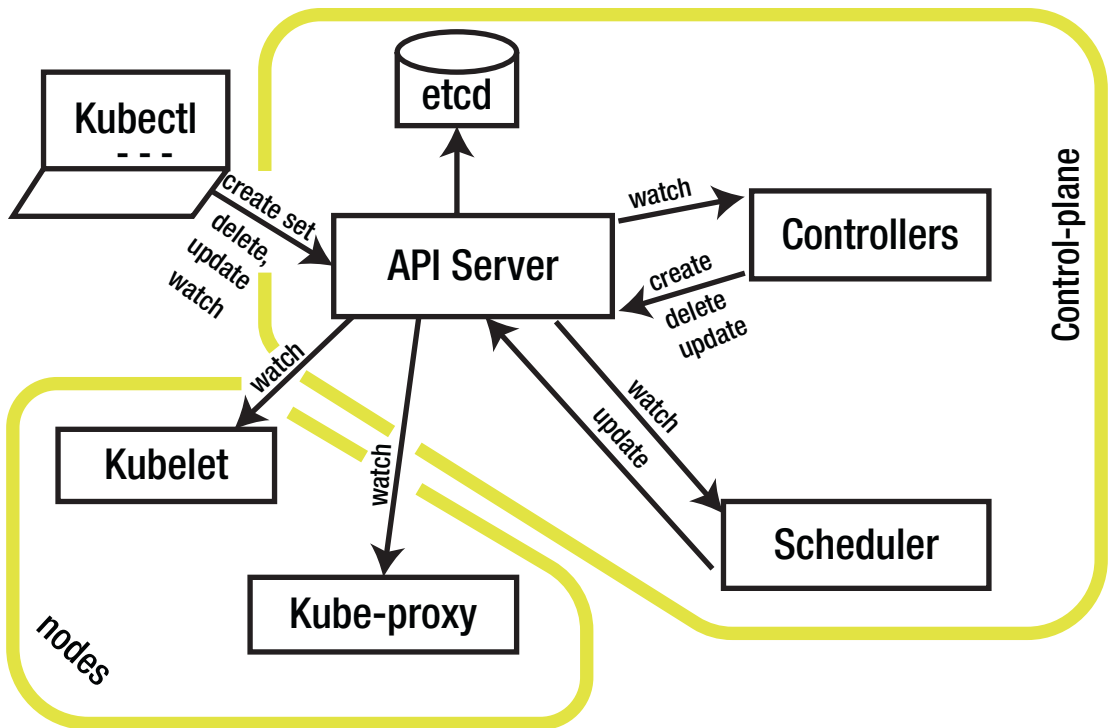 etcd
Kubectl
- - -
create set
delete,
update
watch
API Server
watch
Controllers
create
delete
update
Control-plane
watch
Kubelet
watch
Kube-proxy
watch
update
Scheduler
nodes